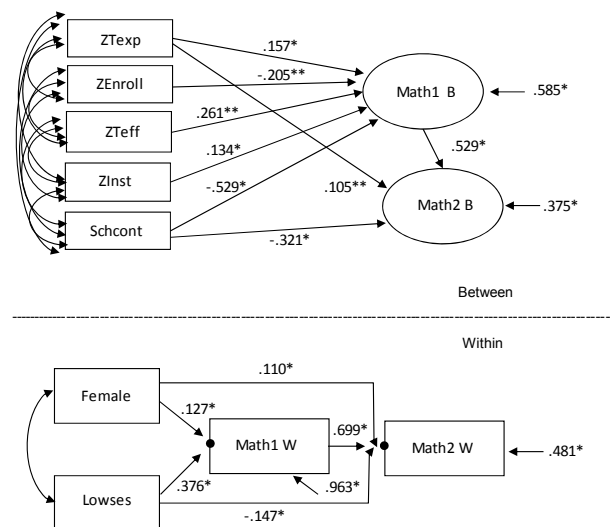 ZTexp
.157*
ZEnroll
-.205**
Math1 B
.585*
ZTeff
.261**
.529*
ZInst
.134*
-.529*
.105**
Math2 B
.375*
Schcont
-.321*
Between
Within
Female
.110*
.127*
Math1 W
.699*
Math2 W
.481*
.376*
.963*
Lowses
-.147*